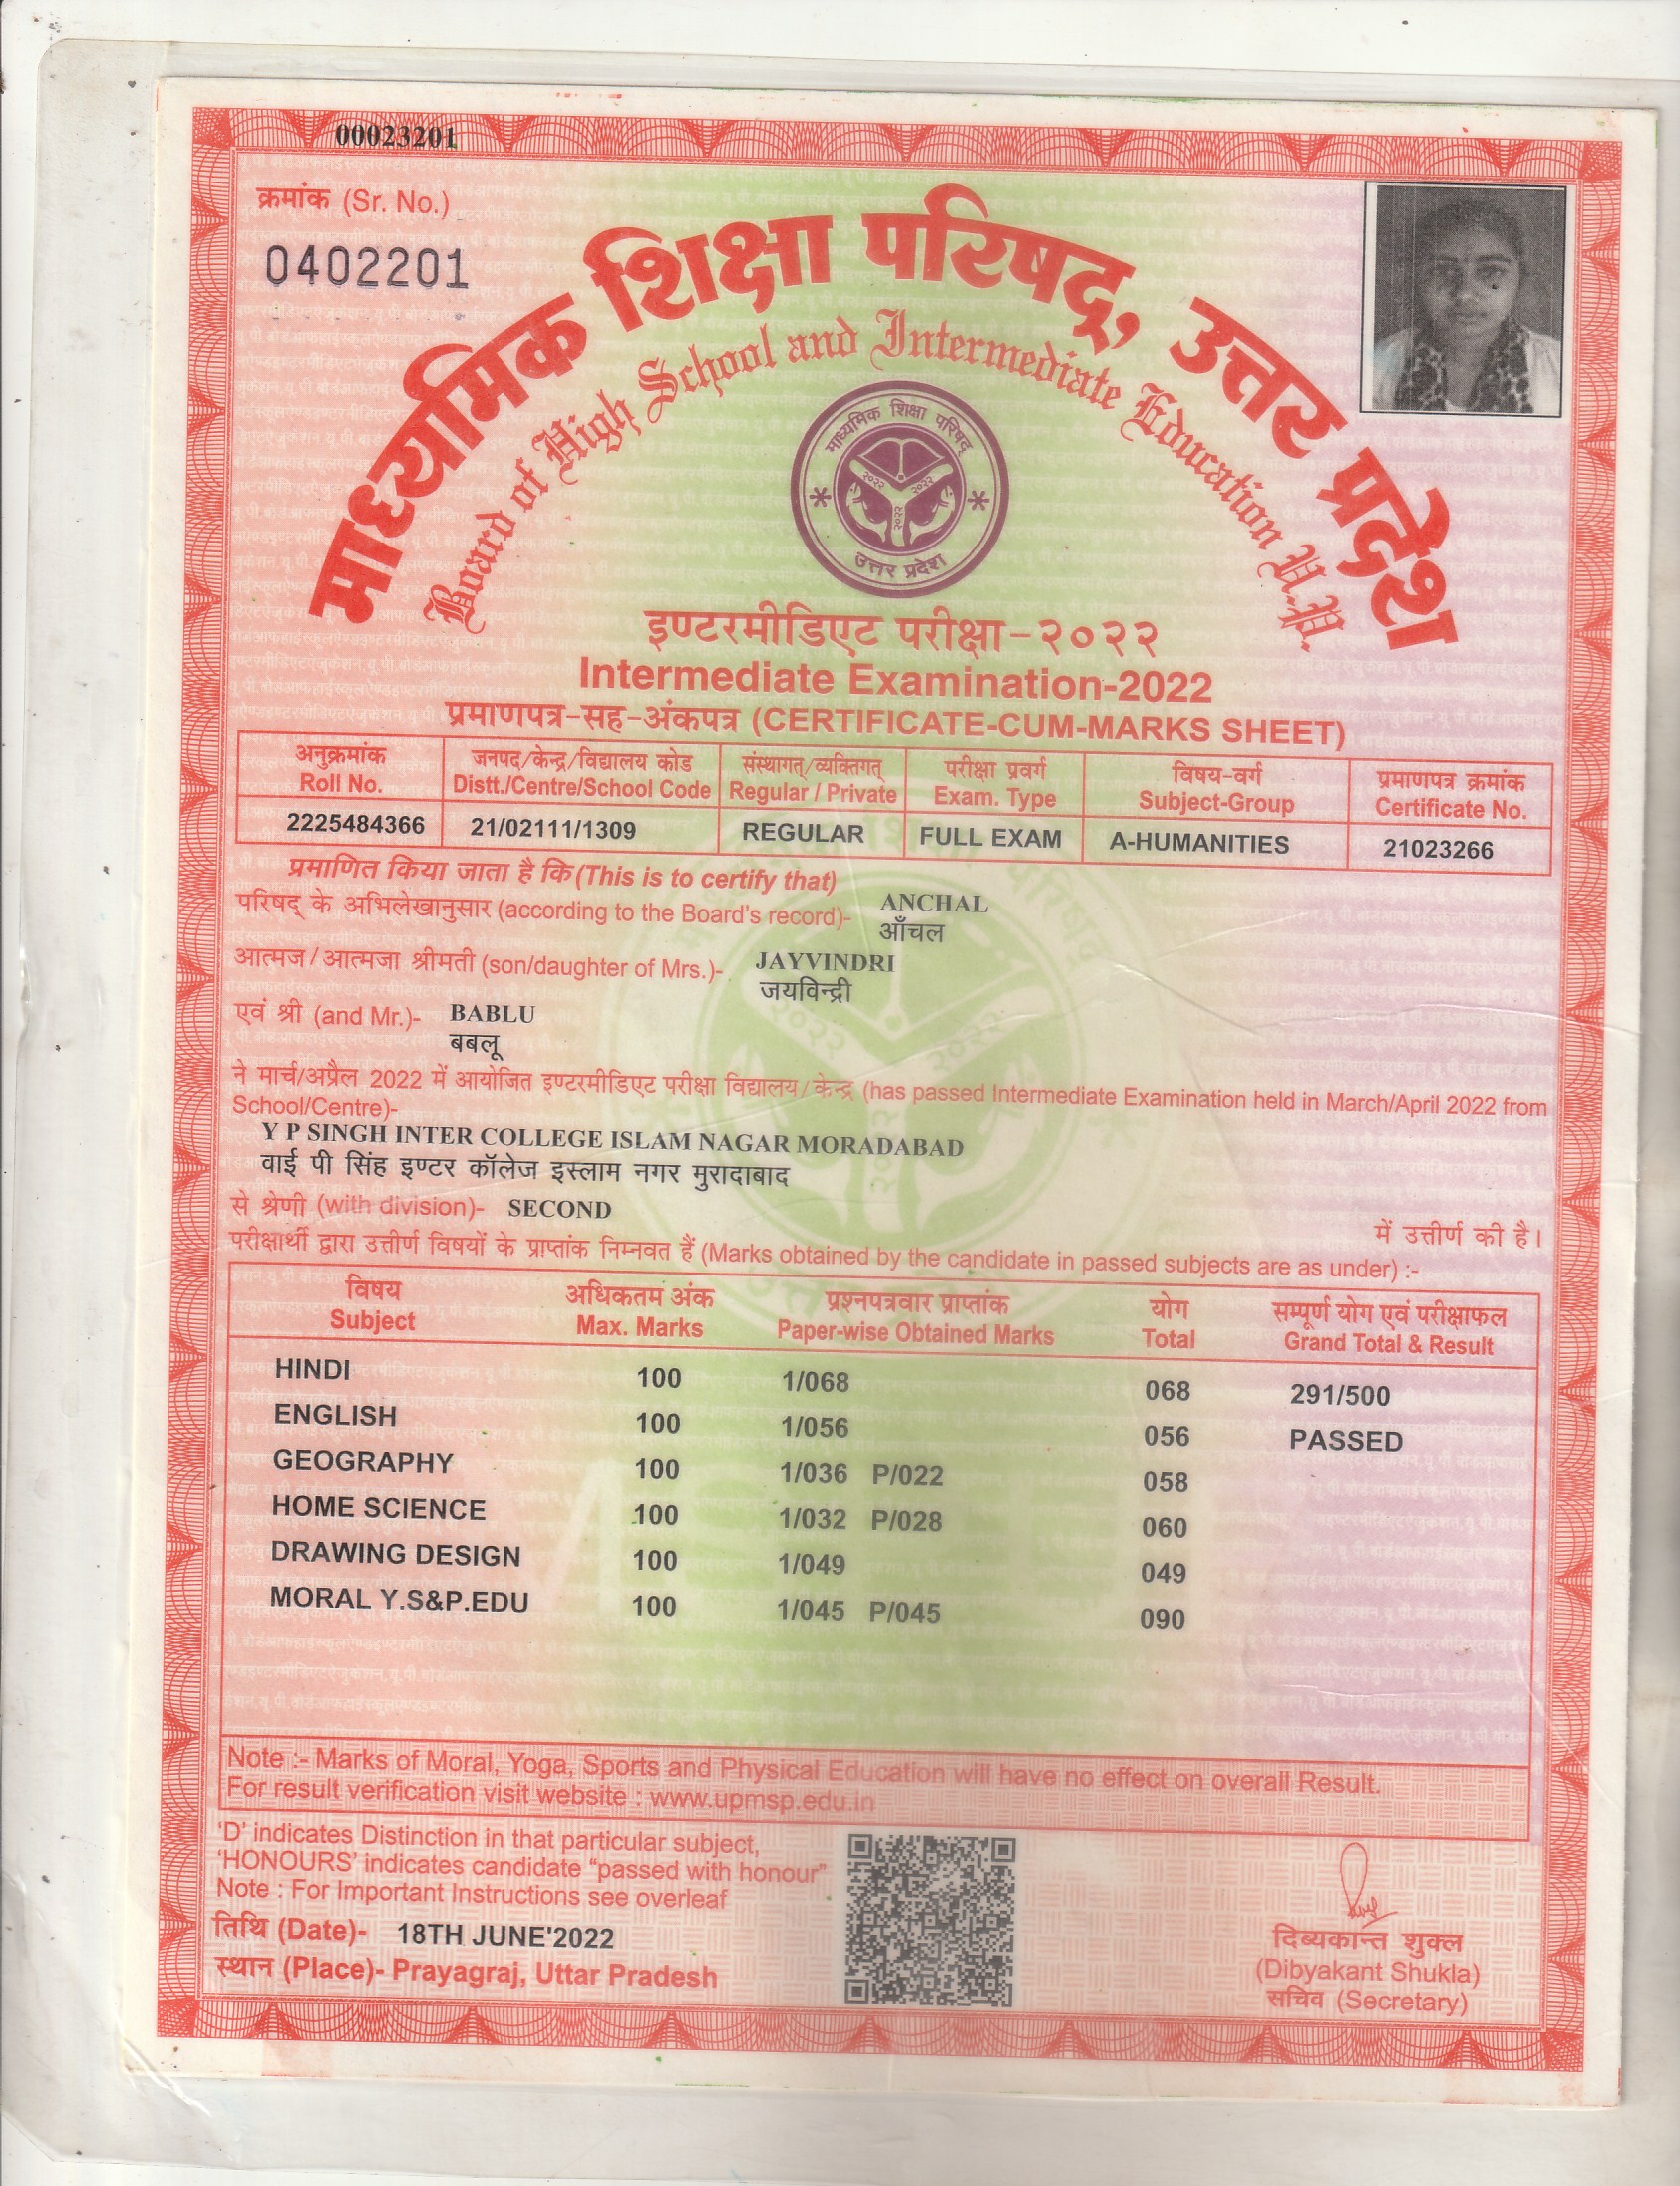 00023201
क्रमांक (Sr. No.)
0402201
माध्यमिक शिक्षा परिषद्, उत्तर प्रदेश
Board of High School and Intermediate Education U.P.
माध्यमिक शिक्षा परिषद्
२०२२ २०२२
२०२२
उत्तर प्रदेश
इण्टरमीडिएट परीक्षा-२०२२
Intermediate Examination-2022
प्रमाणपत्र-सह-अंकपत्र (CERTIFICATE-CUM-MARKS SHEET)
अनुक्रमांक जनपद/केन्द्र/विद्यालय कोड संस्थागत्/व्यक्तिगत् परीक्षा प्रवर्ग विषय-वर्ग प्रमाणपत्र क्रमांक
Roll No. Distt./Centre/School Code Regular / Private Exam. Type Subject-Group Certificate No.
2225484366 21/02111/1309 REGULAR FULL EXAM A-HUMANITIES 21023266
प्रमाणित किया जाता है कि (This is to certify that)
परिषद् के अभिलेखानुसार (according to the Board's record)- ANCHAL
आँचल
आत्मज/आत्मजा श्रीमती (son/daughter of Mrs.)- JAYVINDRI
जयविन्द्री
एवं श्री (and Mr.)- BABLU
बबलू
ने मार्च/अप्रैल 2022 में आयोजित इण्टरमीडिएट परीक्षा विद्यालय/केन्द्र (has passed Intermediate Examination held in March/April 2022 from
School/Centre)-
Y P SINGH INTER COLLEGE ISLAM NAGAR MORADABAD
वाई पी सिंह इण्टर कॉलेज इस्लाम नगर मुरादाबाद
से श्रेणी (with division)- SECOND में उत्तीर्ण की है।
परीक्षार्थी द्वारा उत्तीर्ण विषयों के प्राप्तांक निम्नवत हैं (Marks obtained by the candidate in passed subjects are as under) :-
विषय अधिकतम अंक प्रश्नपत्रवार प्राप्तांक योग सम्पूर्ण योग एवं परीक्षाफल
Subject Max. Marks Paper-wise Obtained Marks Total Grand Total & Result
HINDI 100 1/068 068 291/500
ENGLISH 100 1/056 056 PASSED
GEOGRAPHY 100 1/036 P/022 058
HOME SCIENCE 100 1/032 P/028 060
DRAWING DESIGN 100 1/049 049
MORAL Y.S&P.EDU 100 1/045 P/045 090
Note :- Marks of Moral, Yoga, Sports and Physical Education will have no effect on overall Result.
For result verification visit website : www.upmsp.edu.in
'D' indicates Distinction in that particular subject,
'HONOURS' indicates candidate "passed with honour"
Note : For Important Instructions see overleaf
तिथि (Date)- 18TH JUNE'2022
स्थान (Place)- Prayagraj, Uttar Pradesh
दिब्यकान्त शुक्ल
(Dibyakant Shukla)
सचिव (Secretary)